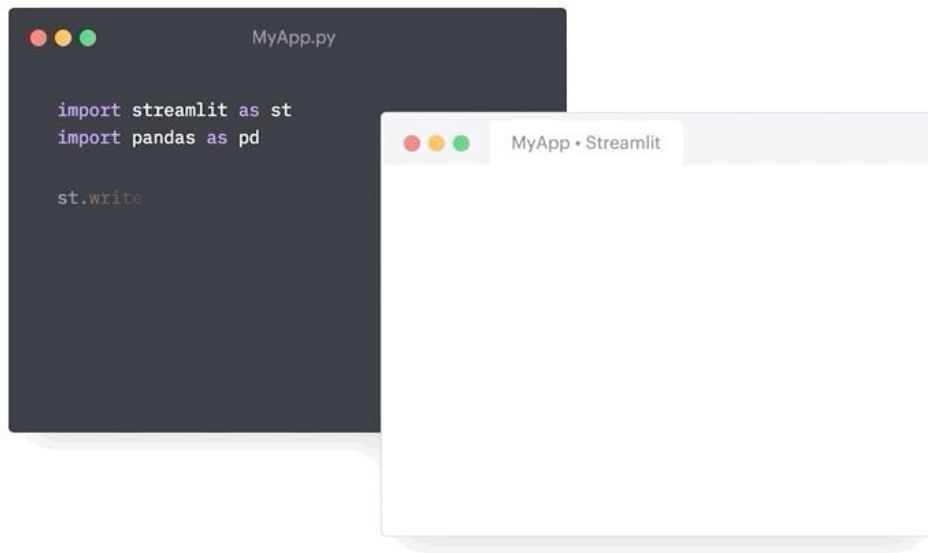 MyApp.py
import streamlit as st
import pandas as pd
st.write
MyApp • Streamlit